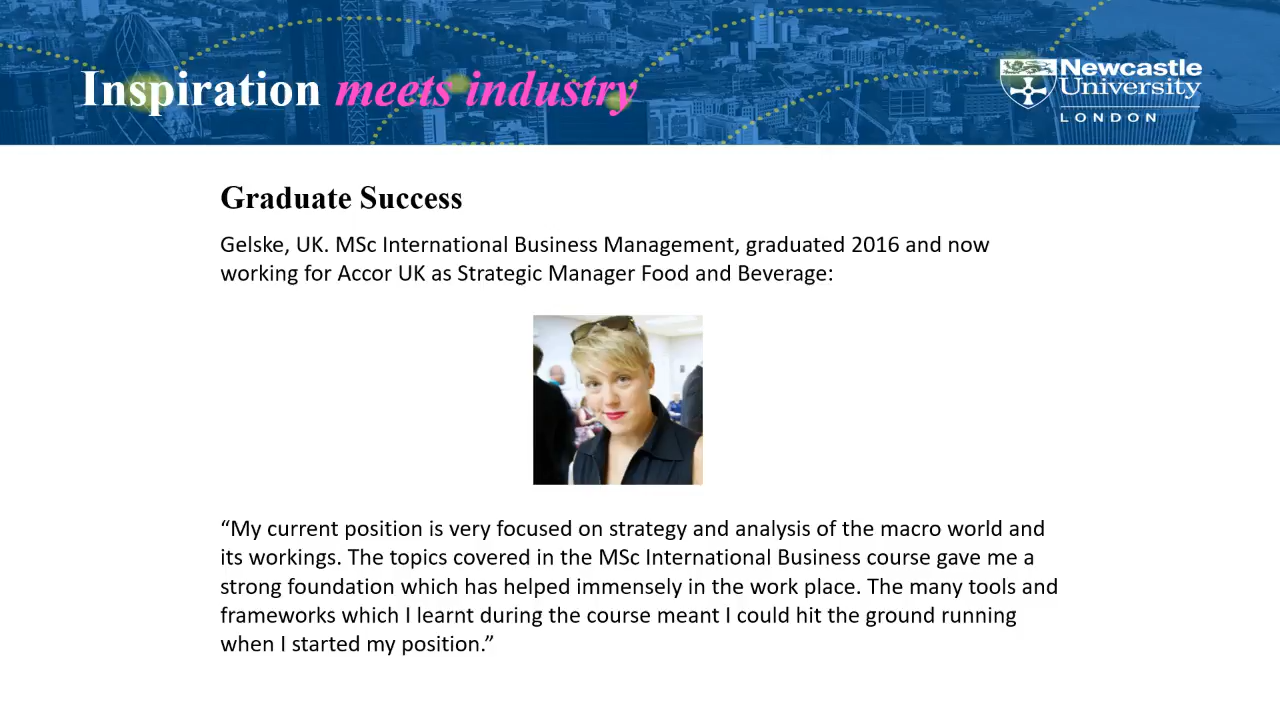 Inspiration meets industry
Newcastle
University
LONDON
Graduate Success
Gelske, UK. MSc International Business Management, graduated 2016 and now
working for Accor UK as Strategic Manager Food and Beverage:
“My current position is very focused on strategy and analysis of the macro world and
its workings. The topics covered in the MSc International Business course gave me a
strong foundation which has helped immensely in the work place. The many tools and
frameworks which I learnt during the course meant I could hit the ground running
when I started my position.”